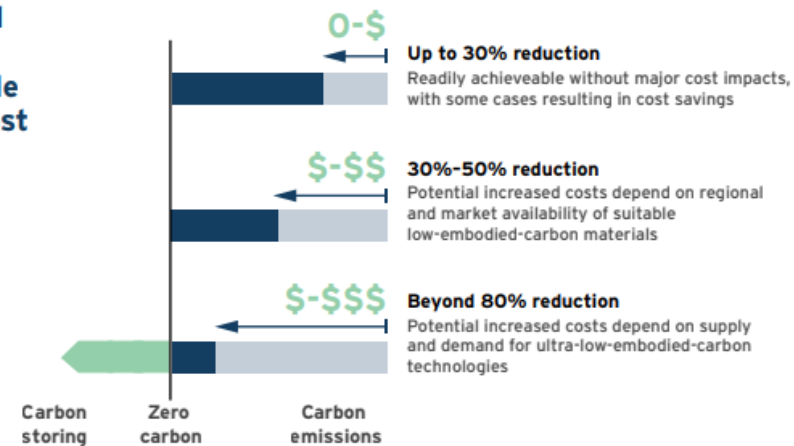 le
st
0-$
Up to 30% reduction
Readily achieveable without major cost impacts,
with some cases resulting in cost savings
$-$$
30%–50% reduction
Potential increased costs depend on regional
and market availability of suitable
low-embodied-carbon materials
$-$$$
Beyond 80% reduction
Potential increased costs depend on supply
and demand for ultra-low-embodied-carbon
technologies
Carbon
storing
Zero
carbon
Carbon
emissions